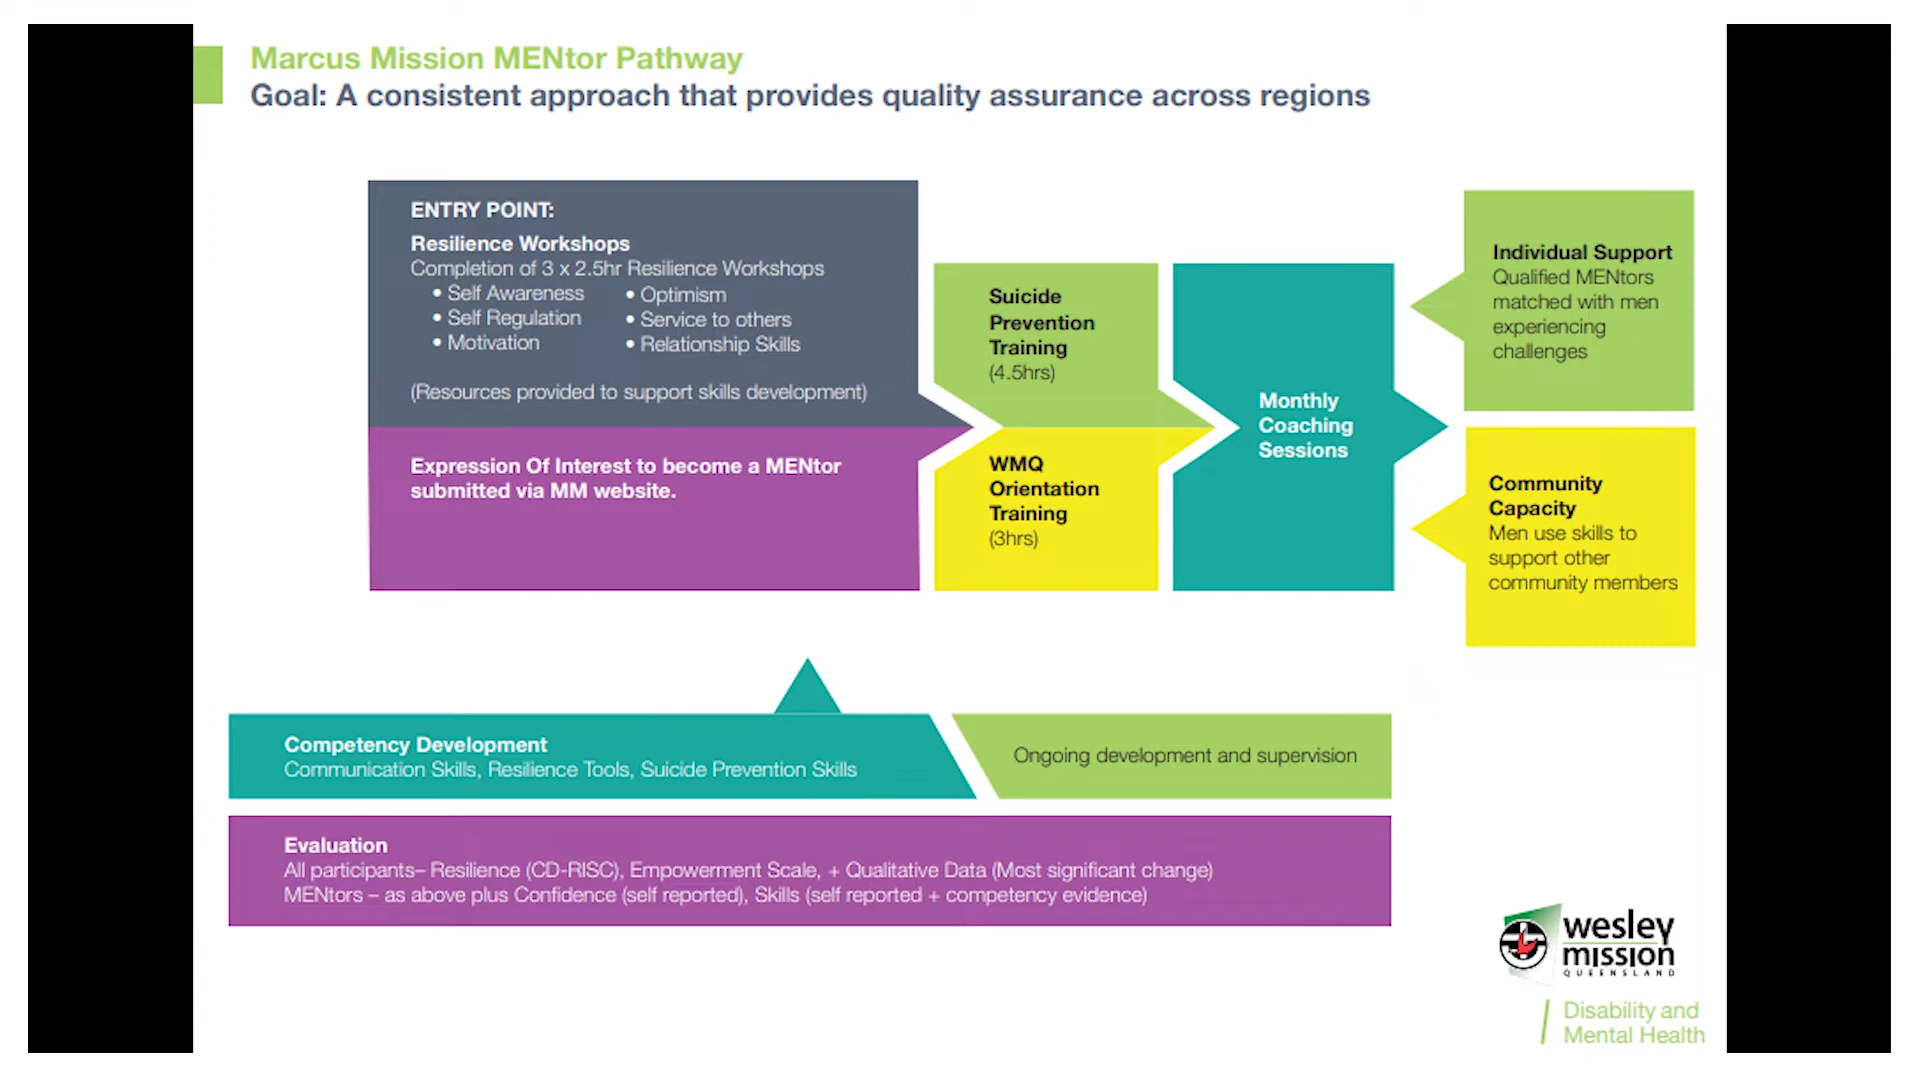 Marcus Mission MENtor Pathway
Goal: A consistent approach that provides quality assurance across regions
ENTRY POINT:
Resilience Workshops
Completion of 3 x 2.5hr Resilience Workshops
• Self Awareness
• Self Regulation
• Motivation
• Optimism
• Service to others
• Relationship Skills
(Resources provided to support skills development)
Expression Of Interest to become a MENtor
submitted via MM website.
Suicide
Prevention
Training
(4.5hrs)
WMQ
Orientation
Training
(3hrs)
Monthly
Coaching
Sessions
Individual Support
Qualified MENtors
matched with men
experiencing
challenges
Community
Capacity
Men use skills to
support other
community members
Competency Development
Communication Skills, Resilience Tools, Suicide Prevention Skills
Ongoing development and supervision
Evaluation
All participants– Resilience (CD-RISC), Empowerment Scale, + Qualitative Data (Most significant change)
MENtors – as above plus Confidence (self reported), Skills (self reported + competency evidence)
wesley
mission
QUEENSLAND
Disability and
Mental Health